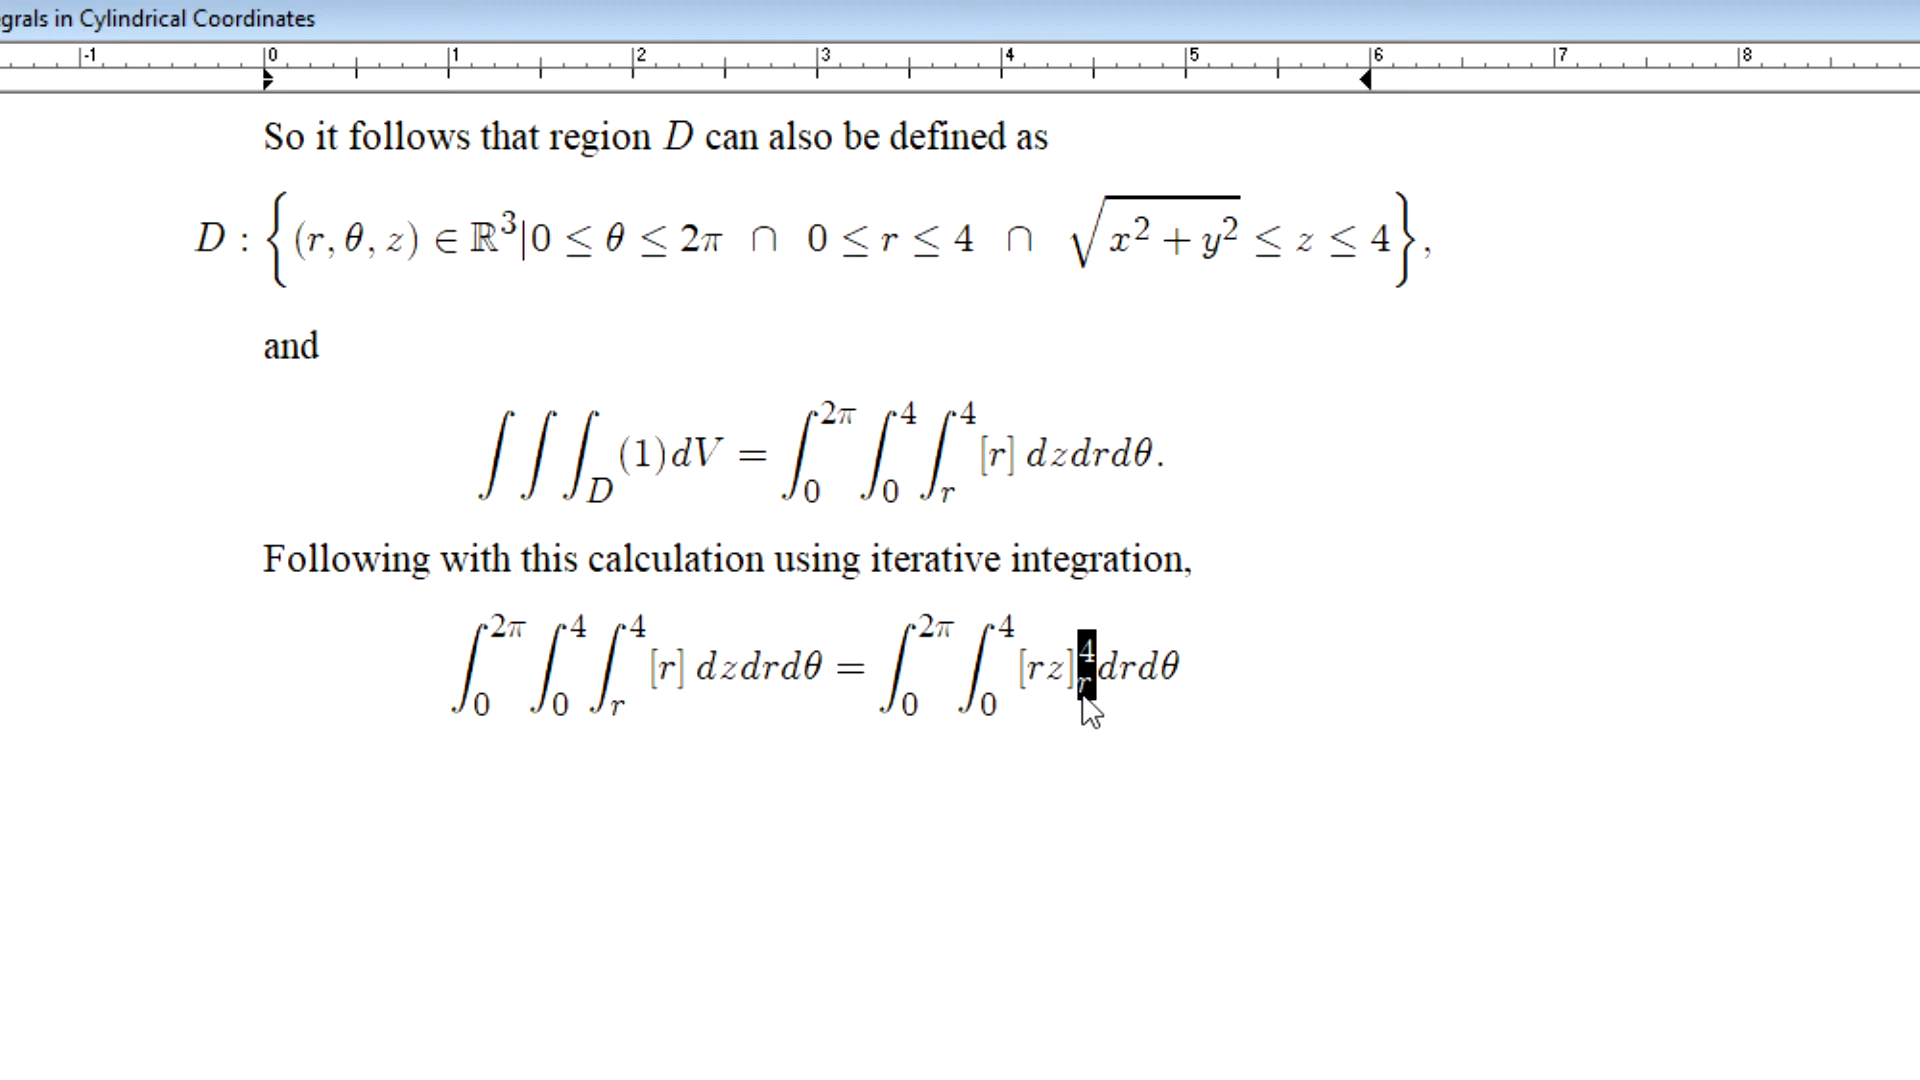 grals in Cylindrical Coordinates
-1 0 1 2 3 4 5 6 7 8
So it follows that region D can also be defined as
D : {(r, θ, z) ∈ ℝ³|0 ≤ θ ≤ 2π ∩ 0 ≤ r ≤ 4 ∩ √(x² + y²) ≤ z ≤ 4},
and
∫∫∫_D (1)dV = ∫_0^{2π} ∫_0^4 ∫_r^4 [r] dzdrdθ.
Following with this calculation using iterative integration,
∫_0^{2π} ∫_0^4 ∫_r^4 [r] dzdrdθ = ∫_0^{2π} ∫_0^4 [rz]_r^4 drdθ